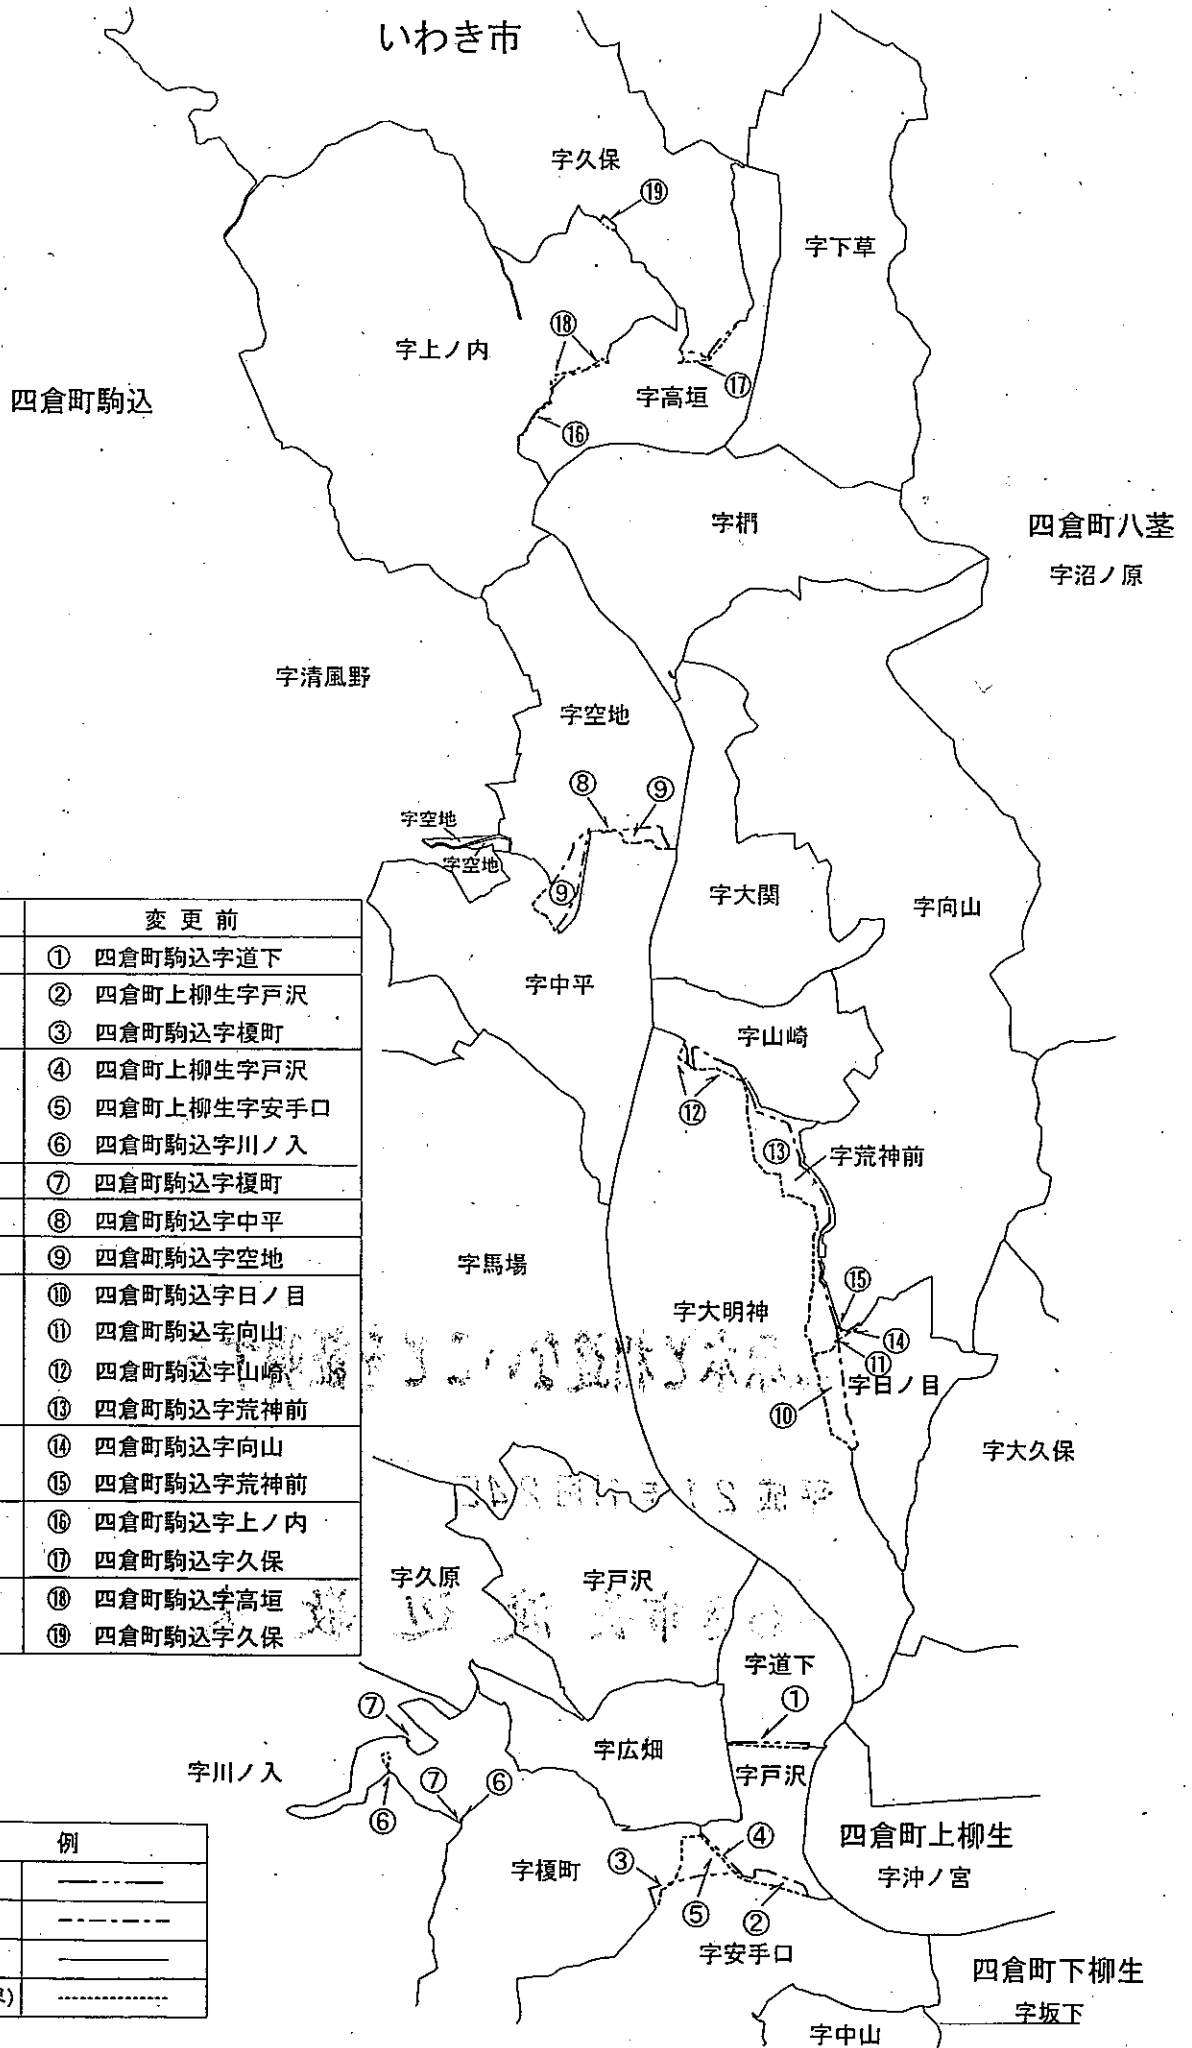 いわき市
字久保
⑲
字下草
⑱
字上ノ内
⑰
字高垣
四倉町駒込
⑯
字椚
四倉町八茎
字沼ノ原
字清風野
字空地
⑧
⑨
字空地
字空地
⑨
字大関
字向山
変更前
① 四倉町駒込字道下
② 四倉町上柳生字戸沢
③ 四倉町駒込字榎町
④ 四倉町上柳生字戸沢
⑤ 四倉町上柳生字安手口
⑥ 四倉町駒込字川ノ入
⑦ 四倉町駒込字榎町
⑧ 四倉町駒込字中平
⑨ 四倉町駒込字空地
⑩ 四倉町駒込字日ノ目
⑪ 四倉町駒込字向山
⑫ 四倉町駒込字山崎
⑬ 四倉町駒込字荒神前
⑭ 四倉町駒込字向山
⑮ 四倉町駒込字荒神前
⑯ 四倉町駒込字上ノ内
⑰ 四倉町駒込字久保
⑱ 四倉町駒込字高垣
⑲ 四倉町駒込字久保
字中平
字山崎
⑫
⑬
字荒神前
字馬場
⑮
字大明神
⑭
⑪
字日ノ目
⑩
字大久保
字久原
字戸沢
字道下
①
⑦
字広畑
字川ノ入
字戸沢
⑦
⑥
⑥
四倉町上柳生
④
字沖ノ宮
字榎町
③
⑤
②
字安手口
四倉町下柳生
字坂下
字中山
例